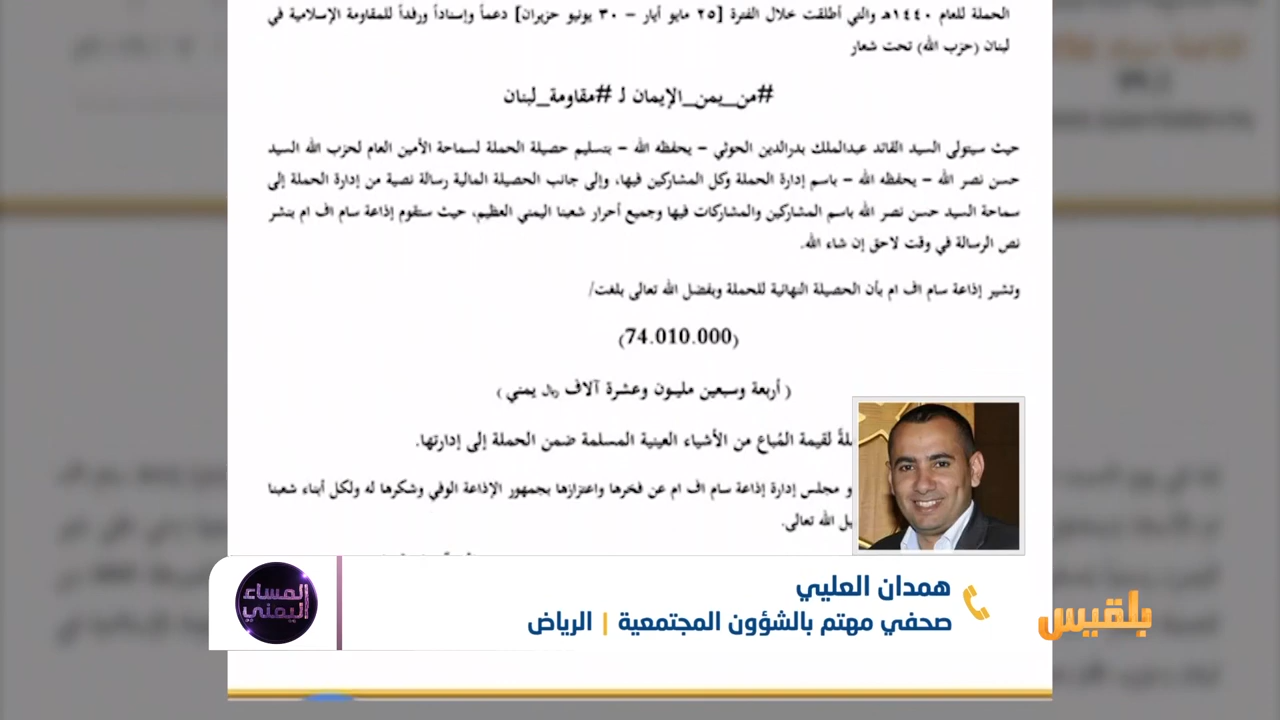 الحملة للعام ١٤٤٠هـ والتي أطلقت خلال الفترة [٢٥ مايو أيار – ٣٠ يونيو حزيران] دعماً وإسناداً ورفداً للمقاومة الإسلامية في
لبنان (حزب الله) تحت شعار
#من_يمن_الإيمان لـ #مقاومة_لبنان
حيث سيتولى السيد القائد عبدالملك بدرالدين الحوثي – يحفظه الله – بتسليم حصيلة الحملة لسماحة الأمين العام لحزب الله السيد
حسن نصر الله – يحفظه الله – باسم إدارة الحملة وكل المشاركين فيها، وإلى جانب الحصيلة المالية رسالة نصية من إدارة الحملة إلى
سماحة السيد حسن نصر الله باسم المشاركين والمشاركات فيها وجميع أحرار شعبنا اليمني العظيم، حيث ستقوم إذاعة سام اف ام بنشر
نص الرسالة في وقت لاحق إن شاء الله.
وتشير إذاعة سام اف ام بأن الحصيلة النهائية للحملة وبفضل الله تعالى بلغت/
(74.010.000)
( أربعة وسبعين مليون وعشرة آلاف ريال يمني )
لقيمة المُباع من الأشياء العينية المسلمة ضمن الحملة إلى إدارتها.
و مجلس إدارة إذاعة سام اف ام عن فخرها واعتزازها بجمهور الإذاعة الوفي وشكرها له ولكل أبناء شعبنا
الله تعالى.
همدان العليي
صحفي مهتم بالشؤون المجتمعية | الرياض
المساء
اليمني
بلقيس